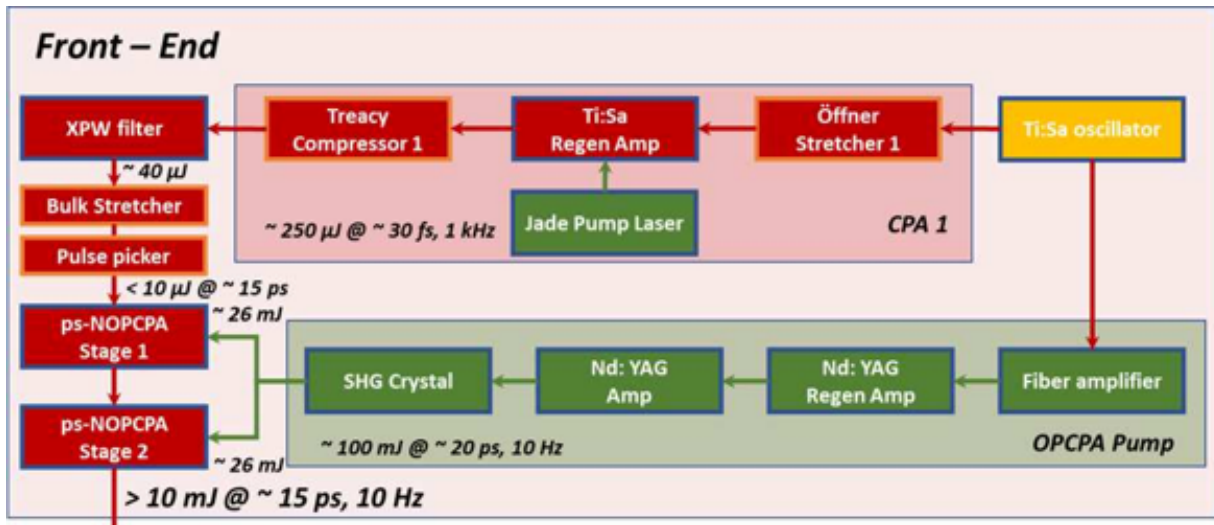 Front – End
XPW filter
Treacy
Compressor 1
Ti:Sa
Regen Amp
Öffner
Stretcher 1
Ti:Sa oscillator
~ 40 µJ
Bulk Stretcher
Jade Pump Laser
~ 250 µJ @ ~ 30 fs, 1 kHz
CPA 1
Pulse picker
< 10 µJ @ ~ 15 ps
~ 26 mJ
ps-NOPCPA
Stage 1
SHG Crystal
Nd: YAG
Amp
Nd: YAG
Regen Amp
Fiber amplifier
ps-NOPCPA
Stage 2
~ 100 mJ @ ~ 20 ps, 10 Hz
OPCPA Pump
~ 26 mJ
> 10 mJ @ ~ 15 ps, 10 Hz